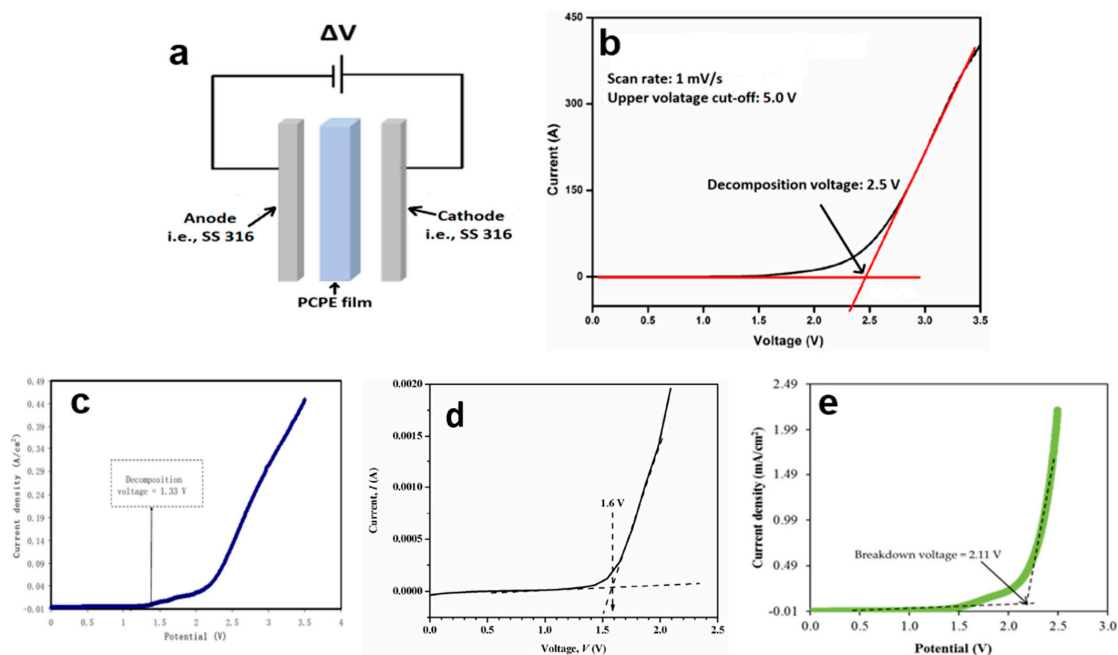 a
ΔV
Anode
i.e., SS 316
Cathode
i.e., SS 316
PCPE film
b
Scan rate: 1 mV/s
Upper volatage cut-off: 5.0 V
Decomposition voltage: 2.5 V
450
300
150
0
Current (A)
0.0 0.5 1.0 1.5 2.0 2.5 3.0 3.5
Voltage (V)
c
0.49
0.44
0.39
0.34
0.29
0.24
0.19
0.14
0.09
0.04
-0.01
Current density (A/cm²)
Decomposition
voltage = 1.33 V
0 0.5 1 1.5 2 2.5 3 3.5 4
Potential (V)
d
0.0020
0.0015
0.0010
0.0005
0.0000
Current, I (A)
1.6 V
0.0 0.5 1.0 1.5 2.0 2.5
Voltage, V (V)
e
2.49
1.99
1.49
0.99
0.49
-0.01
Current density (mA/cm²)
Breakdown voltage = 2.11 V
0.0 0.5 1.0 1.5 2.0 2.5 3.0
Potential (V)